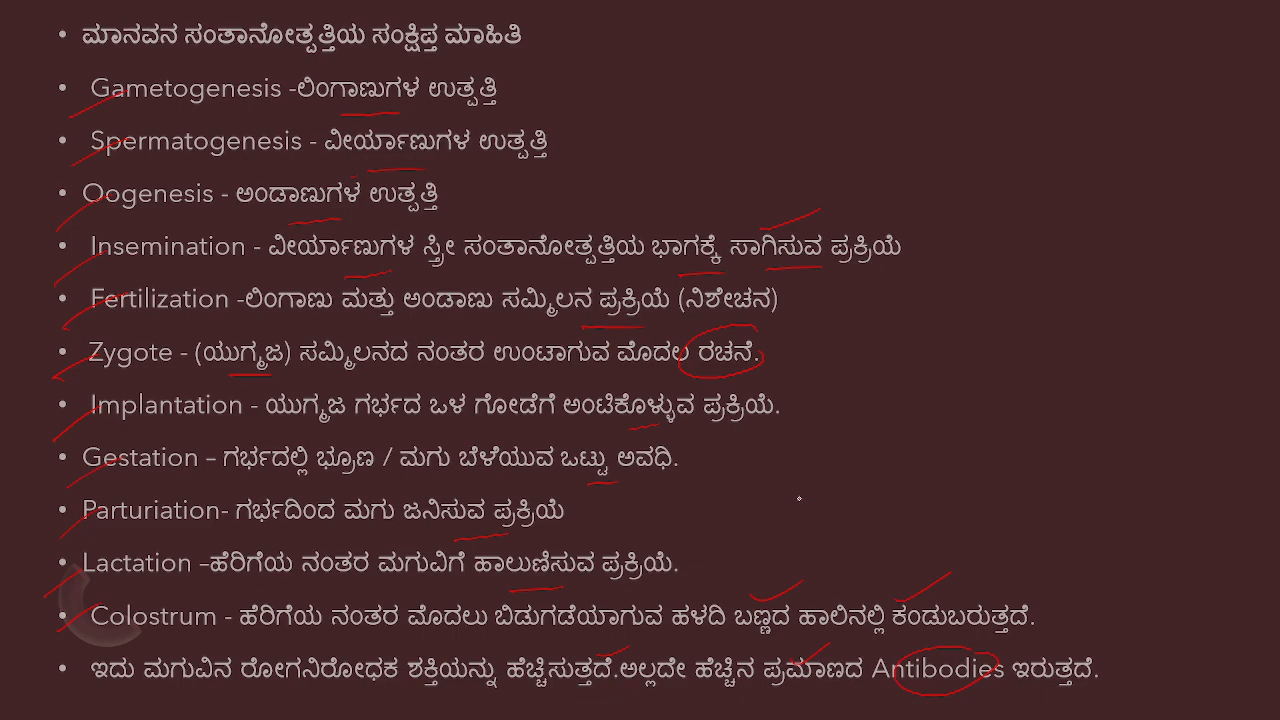 • ಮಾನವನ ಸಂತಾನೋತ್ಪತ್ತಿಯ ಸಂಕ್ಷಿಪ್ತ ಮಾಹಿತಿ
• Gametogenesis -ಲಿಂಗಾಣುಗಳ ಉತ್ಪತ್ತಿ
• Spermatogenesis - ವೀರ್ಯಾಣುಗಳ ಉತ್ಪತ್ತಿ
• Oogenesis - ಅಂಡಾಣುಗಳ ಉತ್ಪತ್ತಿ
• Insemination - ವೀರ್ಯಾಣುಗಳ ಸ್ತ್ರೀ ಸಂತಾನೋತ್ಪತ್ತಿಯ ಭಾಗಕ್ಕೆ ಸಾಗಿಸುವ ಪ್ರಕ್ರಿಯೆ
• Fertilization -ಲಿಂಗಾಣು ಮತ್ತು ಅಂಡಾಣು ಸಮ್ಮಿಲನ ಪ್ರಕ್ರಿಯೆ (ನಿಶೇಚನ)
• Zygote - (ಯುಗ್ಮಜ) ಸಮ್ಮಿಲನದ ನಂತರ ಉಂಟಾಗುವ ಮೊದಲ ರಚನೆ.
• Implantation - ಯುಗ್ಮಜ ಗರ್ಭದ ಒಳ ಗೋಡೆಗೆ ಅಂಟಿಕೊಳ್ಳುವ ಪ್ರಕ್ರಿಯೆ.
• Gestation – ಗರ್ಭದಲ್ಲಿ ಭ್ರೂಣ / ಮಗು ಬೆಳೆಯುವ ಒಟ್ಟು ಅವಧಿ.
• Parturiation- ಗರ್ಭದಿಂದ ಮಗು ಜನಿಸುವ ಪ್ರಕ್ರಿಯೆ
• Lactation –ಹೆರಿಗೆಯ ನಂತರ ಮಗುವಿಗೆ ಹಾಲುಣಿಸುವ ಪ್ರಕ್ರಿಯೆ.
• Colostrum - ಹೆರಿಗೆಯ ನಂತರ ಮೊದಲು ಬಿಡುಗಡೆಯಾಗುವ ಹಳದಿ ಬಣ್ಣದ ಹಾಲಿನಲ್ಲಿ ಕಂಡುಬರುತ್ತದೆ.
• ಇದು ಮಗುವಿನ ರೋಗನಿರೋಧಕ ಶಕ್ತಿಯನ್ನು ಹೆಚ್ಚಿಸುತ್ತದೆ.ಅಲ್ಲದೇ ಹೆಚ್ಚಿನ ಪ್ರಮಾಣದ Antibodies ಇರುತ್ತದೆ.